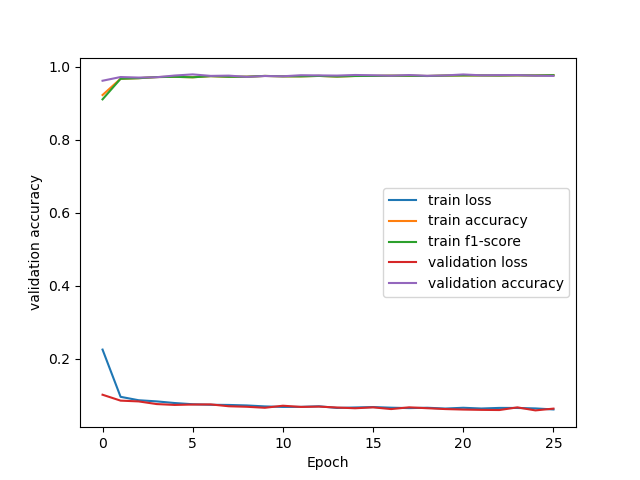 1.0
0.8
0.6
0.4
0.2
validation accuracy
train loss
train accuracy
train f1-score
validation loss
validation accuracy
0 5 10 15 20 25
Epoch